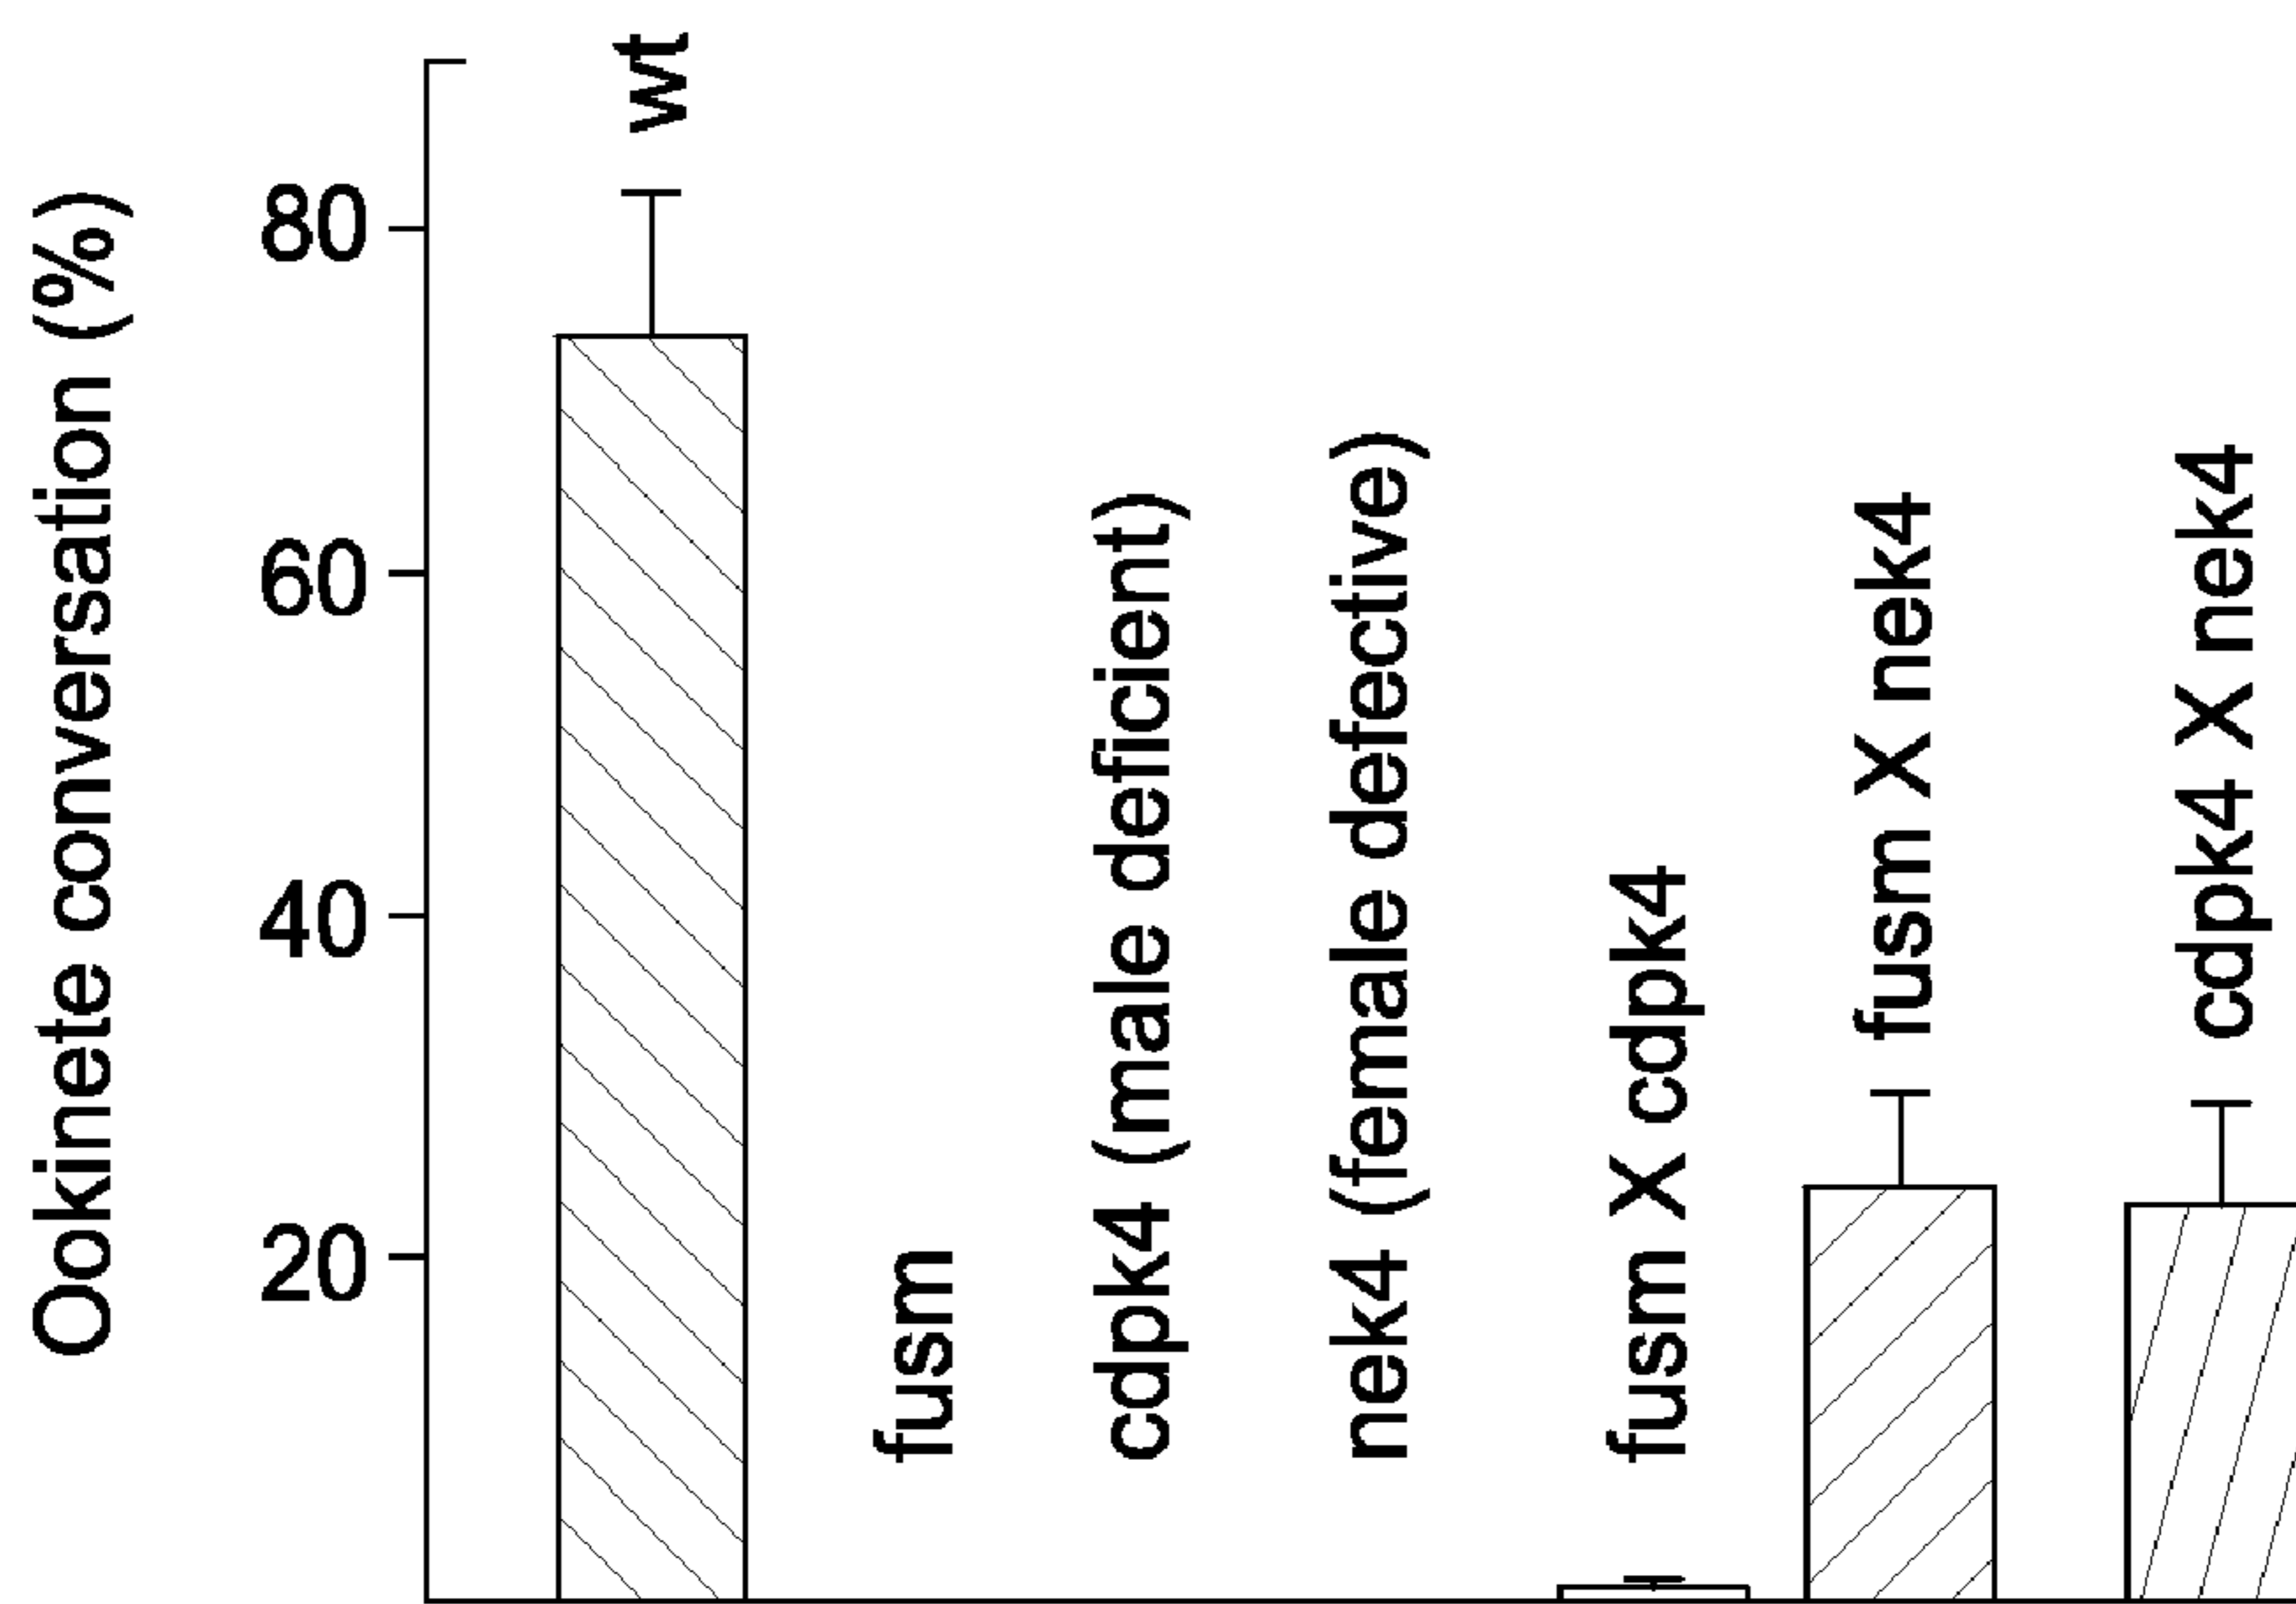 Ookinete conversation (%)
80
60
40
20
wt
fusm
cdpk4 (male deficient)
nek4 (female defective)
fusm X cdpk4
fusm X nek4
cdpk4 X nek4